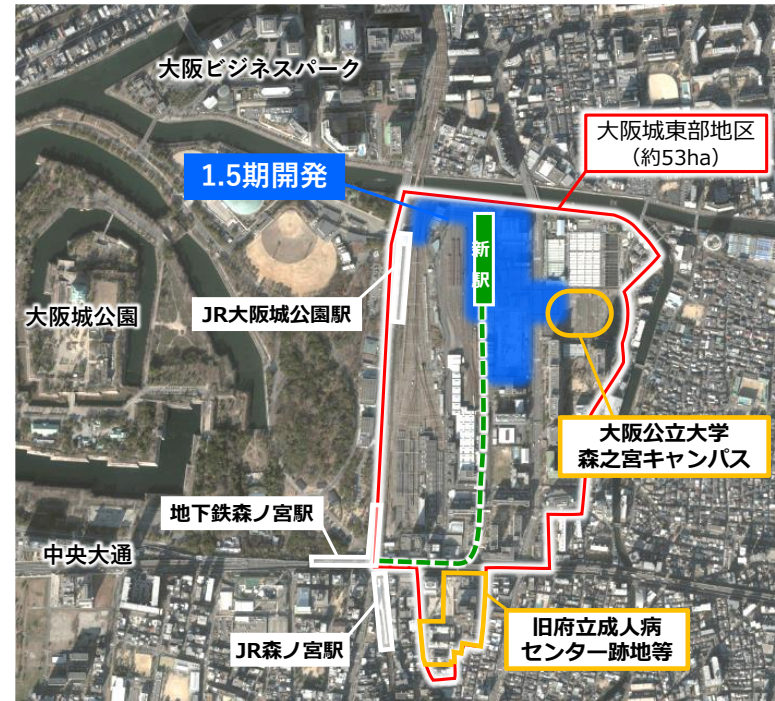 大阪ビジネスパーク
大阪城東部地区
（約53ha）
1.5期開発
新
駅
JR大阪城公園駅
大阪城公園
大阪公立大学
森之宮キャンパス
地下鉄森ノ宮駅
中央大通
JR森ノ宮駅
旧府立成人病
センター跡地等